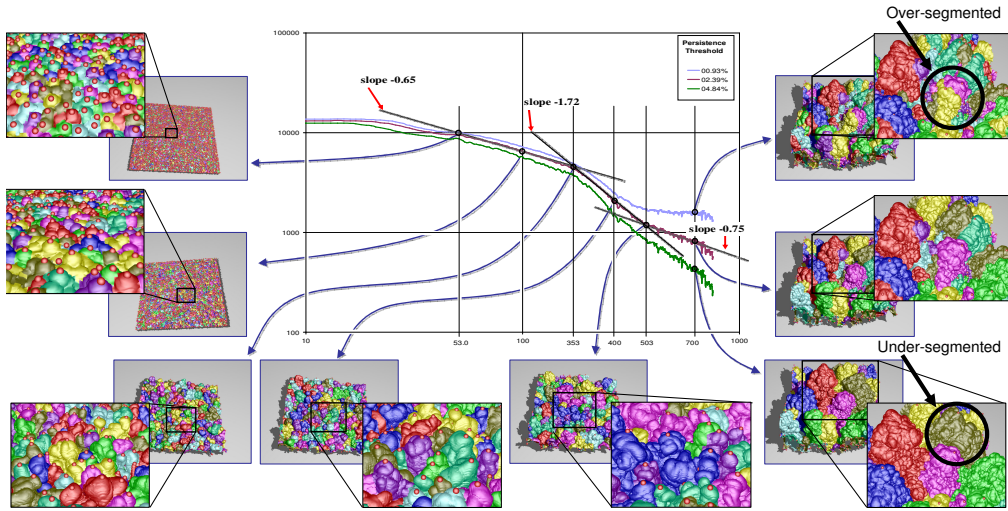 Over-segmented
100000
Persistence
Threshold
00.93%
02.39%
04.84%
slope -0.65
slope -1.72
10000
1000
slope -0.75
100
10
53.0
100
353
400
503
700
1000
Under-segmented